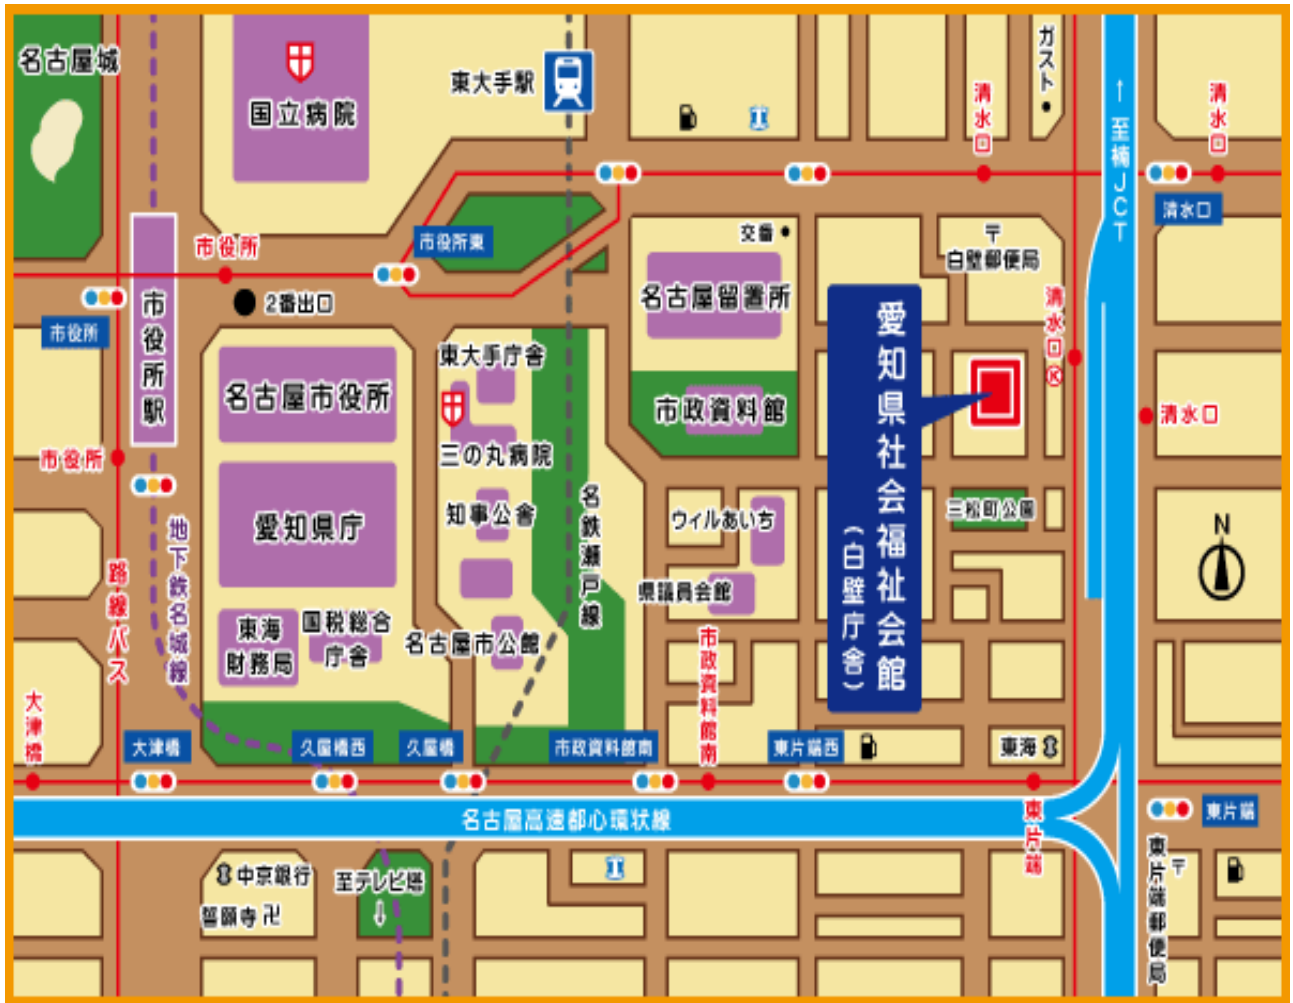 名古屋城
国立病院
東大手駅
ガスト
清水口
↑至楠JCT
清水口
清水口
市役所
市役所東
交番
〒
白壁郵便局
市役所
市役所駅
2番出口
名古屋留置所
清水口
Ⓚ
愛知県社会福祉会館
(白壁庁舎)
東大手庁舎
名古屋市役所
市政資料館
清水口
市役所
三の丸病院
知事公舎
名鉄瀬戸線
ウィルあいち
三松町公園
愛知県庁
地下鉄名城線
路線バス
県議員会館
N
東海
財務局
国税総合
庁舎
名古屋市公館
市政資料館南
大津橋
大津橋
久屋橋西
久屋橋
市政資料館南
東片端西
東海
名古屋高速都心環状線
東片端
東片端
中京銀行
誓願寺卍
至テレビ塔
↓
東片端郵便局
〒